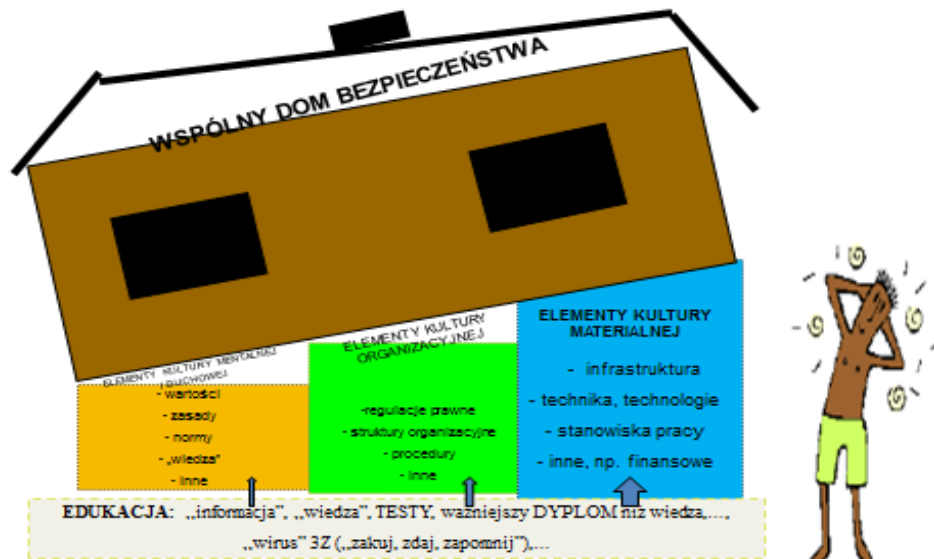 WSPÓLNY DOM BEZPIECZEŃSTWA
ELEMENTY KULTURY MENTALNEJ
I DUCHOWEJ
- wartości
- zasady
- normy
- „wiedza”
- inne
ELEMENTY KULTURY
ORGANIZACYJNEJ
-regulacje prawne
- struktury organizacyjne
- procedury
- inne
ELEMENTY KULTURY
MATERIALNEJ
- infrastruktura
- technika, technologie
- stanowiska pracy
- inne, np. finansowe
EDUKACJA: „informacja”, „wiedza”, TESTY, ważniejszy DYPLOM niż wiedza,...,
„wirus” 3Z („zakuj, zdaj, zapomnij”),...